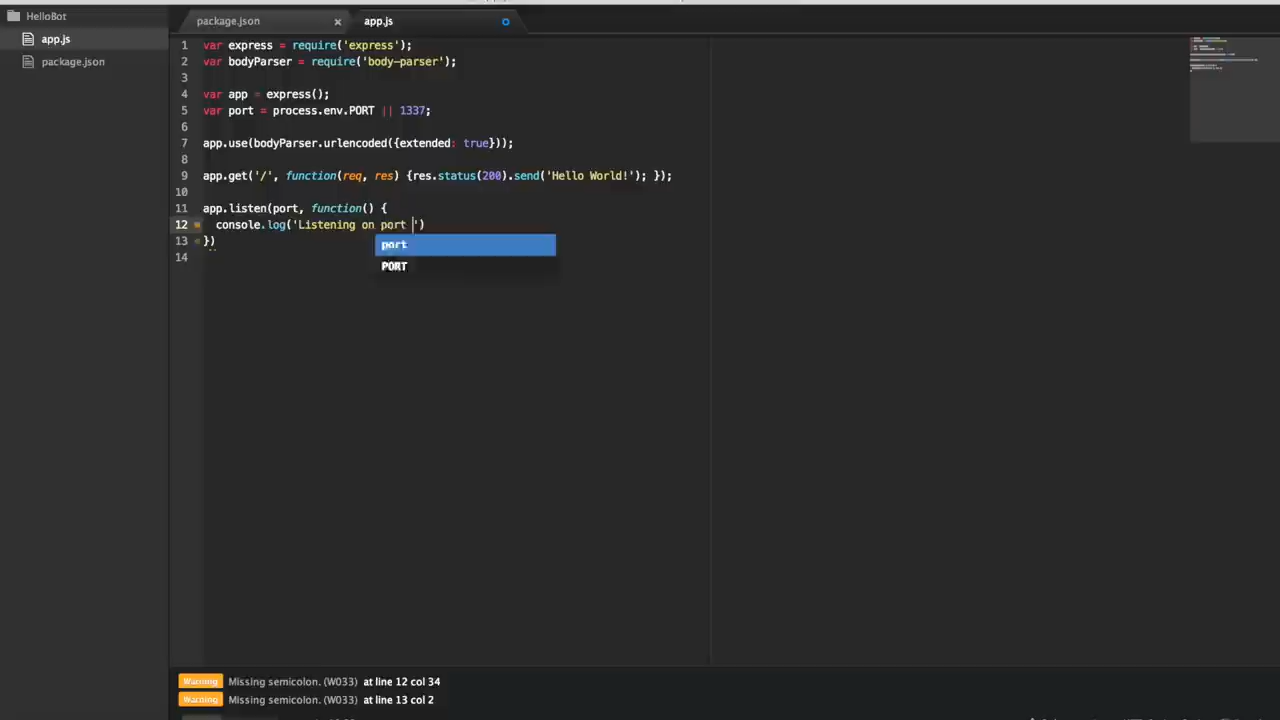 HelloBot
app.js
package.json
package.json
app.js
1 var express = require('express');
2 var bodyParser = require('body-parser');
3
4 var app = express();
5 var port = process.env.PORT || 1337;
6
7 app.use(bodyParser.urlencoded({extended: true}));
8
9 app.get('/', function(req, res) {res.status(200).send('Hello World!'); });
10
11 app.listen(port, function() {
12 console.log('Listening on port ')
13 })
14
port
PORT
Warning Missing semicolon. (W033) at line 12 col 34
Warning Missing semicolon. (W033) at line 13 col 2